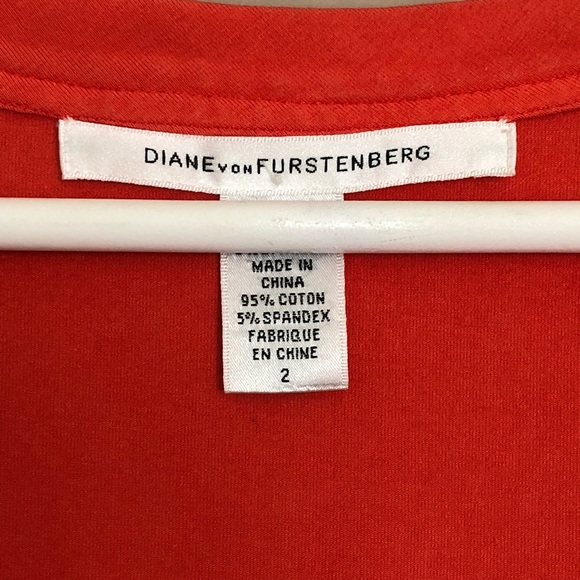 DIANE VON FURSTENBERG
MADE IN
CHINA
95% COTON
5% SPANDEX
FABRIQUE
EN CHINE
2